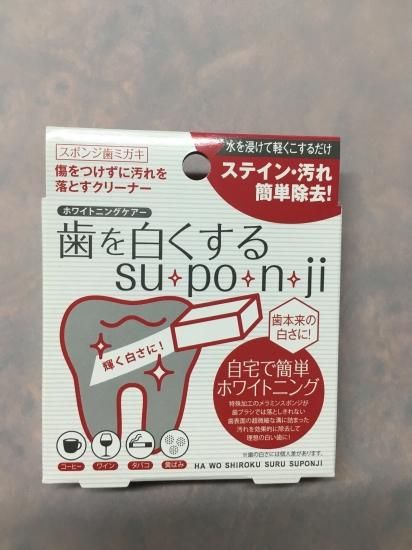 スポンジ歯ミガキ
傷をつけずに汚れを
落とすクリーナー
水を浸けて軽くこするだけ
ステイン・汚れ
簡単除去!
ホワイトニングケアー
歯を白くする
su・po・n・ji
輝く白さに!
歯本来の
白さに!
自宅で簡単
ホワイトニング
特殊加工のメラミンスポンジが
歯ブラシでは落としきれない
歯表面の超微細な溝に詰まった
汚れを効果的に除去して
理想の白い歯に!
※歯の白さには個人差があります。
コーヒー
ワイン
タバコ
黄ばみ
HA WO SHIROKU SURU SUPONJI